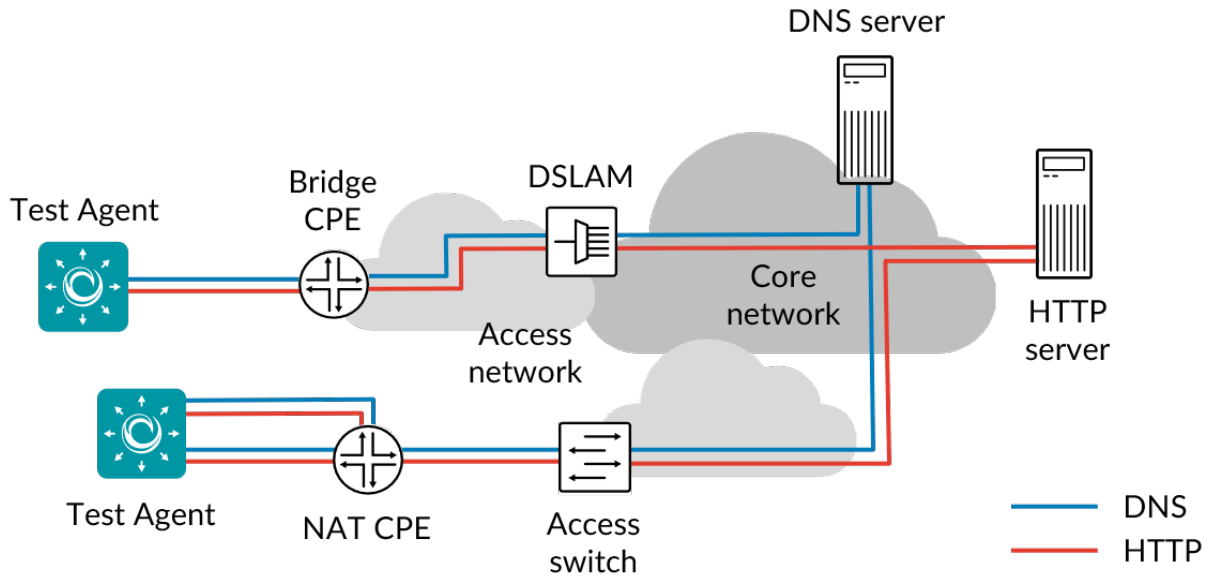 DNS server
Bridge
CPE
DSLAM
Test Agent
Core
network
HTTP
server
Access
network
Test Agent
NAT CPE
Access
switch
DNS
HTTP